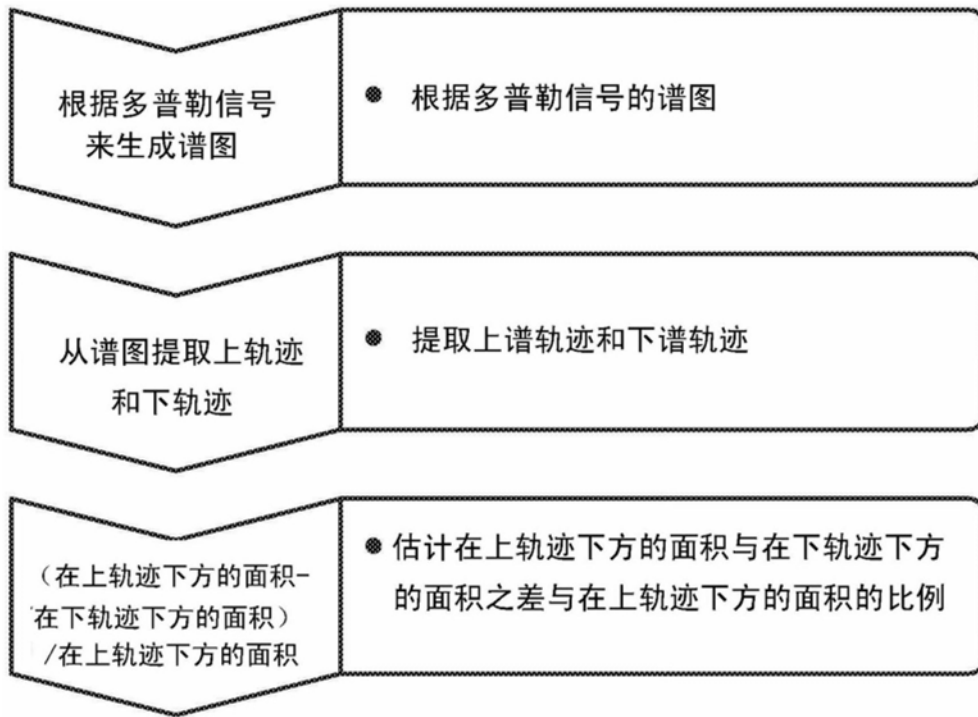 根据多普勒信号
来生成谱图
● 根据多普勒信号的谱图
从谱图提取上轨迹
和下轨迹
● 提取上谱轨迹和下谱轨迹
（在上轨迹下方的面积-
在下轨迹下方的面积）
/在上轨迹下方的面积
● 估计在上轨迹下方的面积与在下轨迹下方
的面积之差与在上轨迹下方的面积的比例